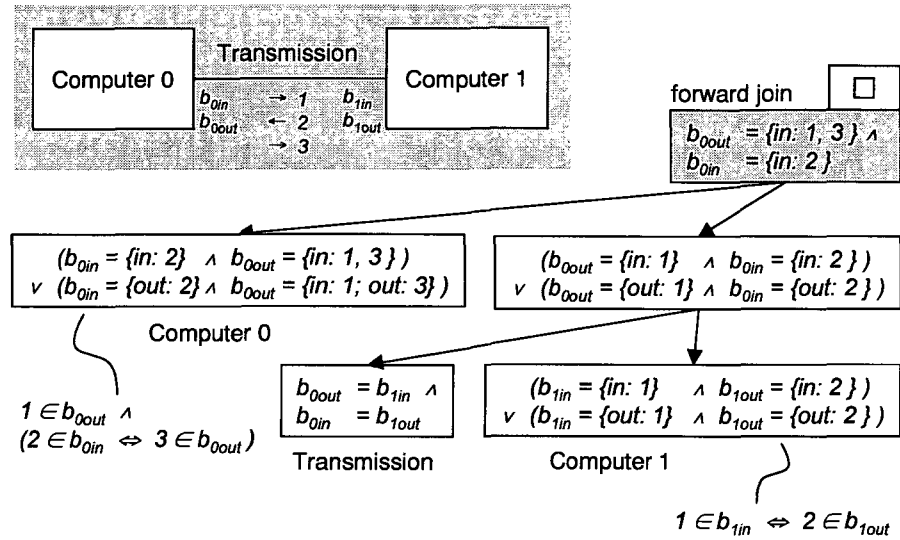 Transmission
Computer 0
Computer 1
b0in → 1 b1in
b0out ← 2 b1out
→ 3
forward join
b0out = {in: 1, 3 } ∧
b0in = {in: 2 }
(b0in = {in: 2} ∧ b0out = {in: 1, 3 } )
∨ (b0in = {out: 2} ∧ b0out = {in: 1; out: 3} )
Computer 0
(b0out = {in: 1} ∧ b0in = {in: 2 } )
∨ (b0out = {out: 1} ∧ b0in = {out: 2 } )
1 ∈ b0out ∧
(2 ∈ b0in ⇔ 3 ∈ b0out )
b0out = b1in ∧
b0in = b1out
Transmission
(b1in = {in: 1} ∧ b1out = {in: 2 } )
∨ (b1in = {out: 1} ∧ b1out = {out: 2 } )
Computer 1
1 ∈ b1in ⇔ 2 ∈ b1out